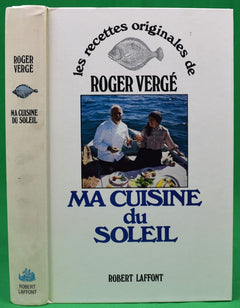 ROGER
VERGÉ
MA CUISINE
DU SOLEIL
ROBERT
LAFFONT
les recettes originales de
ROGER VERGÉ
MA CUISINE
du
SOLEIL
ROBERT LAFFONT